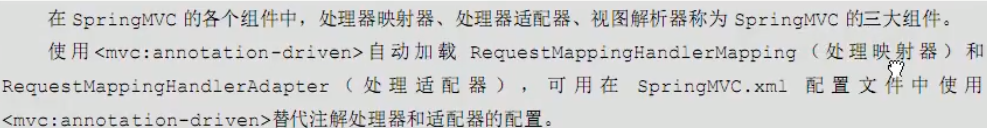 在 SpringMVC 的各个组件中，处理器映射器、处理器适配器、视图解析器称为 SpringMVC 的三大组件。
使用<mvc:annotation-driven>自动加载 RequestMappingHandlerMapping（处理映射器）和
RequestMappingHandlerAdapter（处理适配器），可用在 SpringMVC.xml 配置文件中使用
<mvc:annotation-driven>替代注解处理器和适配器的配置。